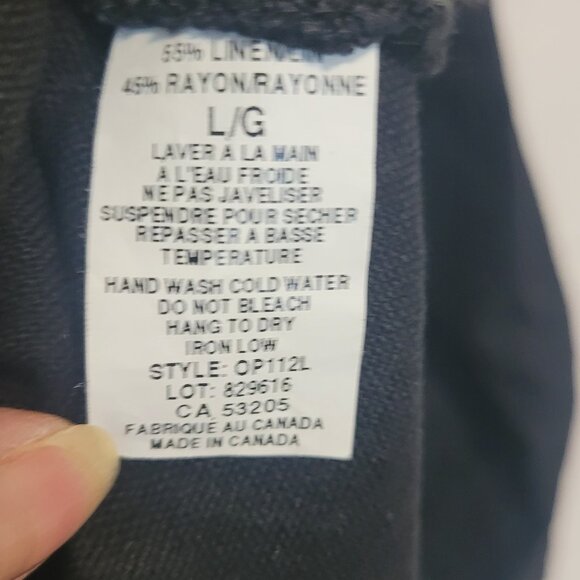 55% LINEN/LIN
45% RAYON/RAYONNE
L/G
LAVER A LA MAIN
A L'EAU FROIDE
NE PAS JAVELISER
SUSPENDRE POUR SECHER
REPASSER A BASSE
TEMPERATURE
HAND WASH COLD WATER
DO NOT BLEACH
HANG TO DRY
IRON LOW
STYLE: OP112L
LOT: 829616
CA 53205
FABRIQUE AU CANADA
MADE IN CANADA